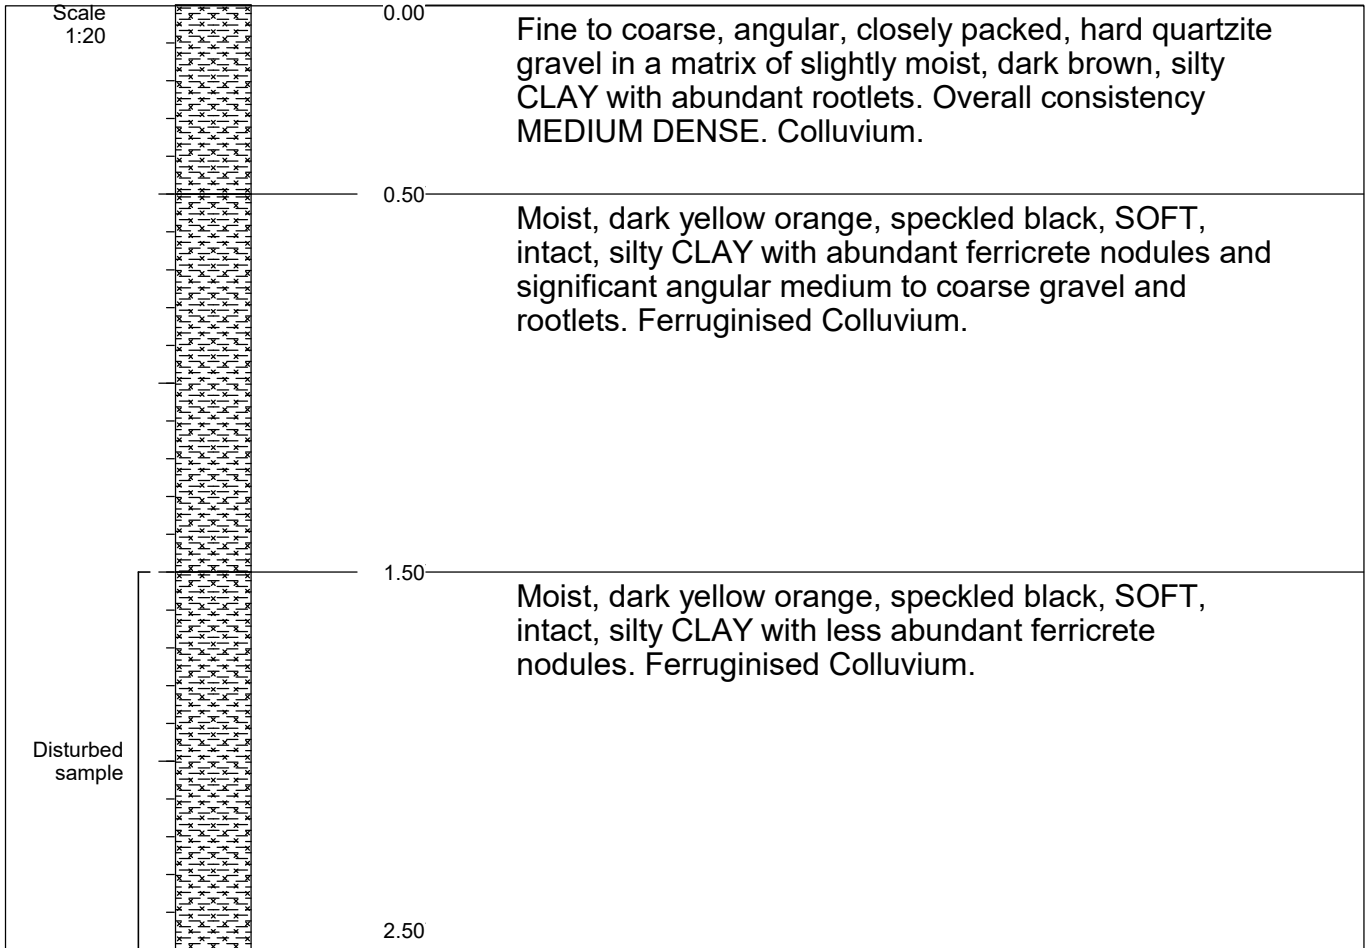 Scale
1:20
0.00
Fine to coarse, angular, closely packed, hard quartzite
gravel in a matrix of slightly moist, dark brown, silty
CLAY with abundant rootlets. Overall consistency
MEDIUM DENSE. Colluvium.
0.50
Moist, dark yellow orange, speckled black, SOFT,
intact, silty CLAY with abundant ferricrete nodules and
significant angular medium to coarse gravel and
rootlets. Ferruginised Colluvium.
1.50
Moist, dark yellow orange, speckled black, SOFT,
intact, silty CLAY with less abundant ferricrete
nodules. Ferruginised Colluvium.
Disturbed
sample
2.50